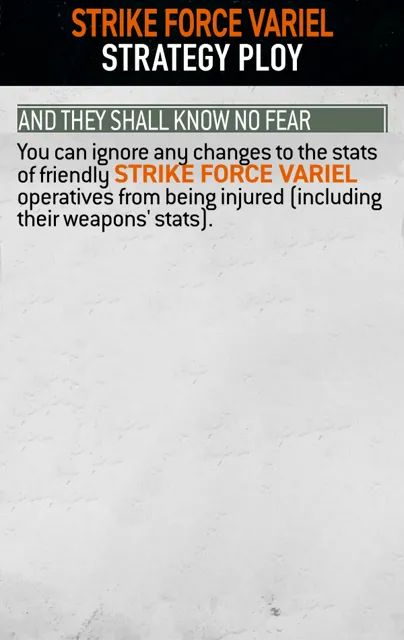 STRIKE FORCE VARIEL
STRATEGY PLOY
AND THEY SHALL KNOW NO FEAR
You can ignore any changes to the stats
of friendly STRIKE FORCE VARIEL
operatives from being injured (including
their weapons' stats).